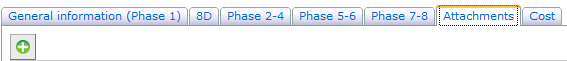 General information (Phase 1) 8D Phase 2-4 Phase 5-6 Phase 7-8 Attachments Cost